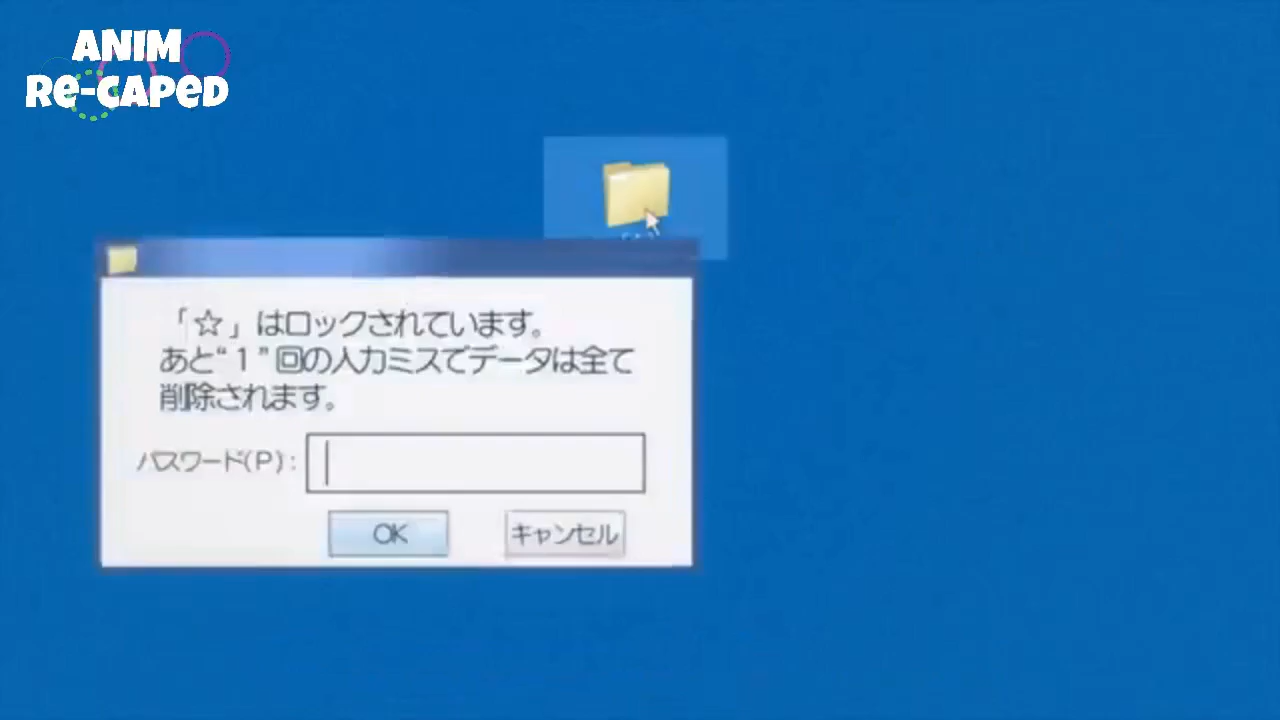 ANIM
Re-CAPED
「☆」はロックされています。
あと“1”回の入力ミスでデータは全て
削除されます。
パスワード(P):
OK キャンセル